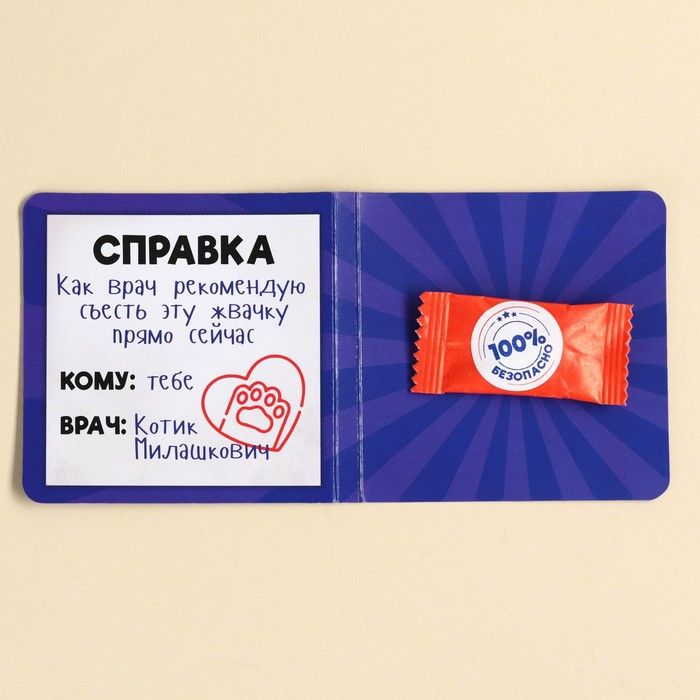 СПРАВКА
Как врач рекомендую
съесть эту жвачку
прямо сейчас
КОМУ: тебе
ВРАЧ: Котик
Милашкович
100%
БЕЗОПАСНО